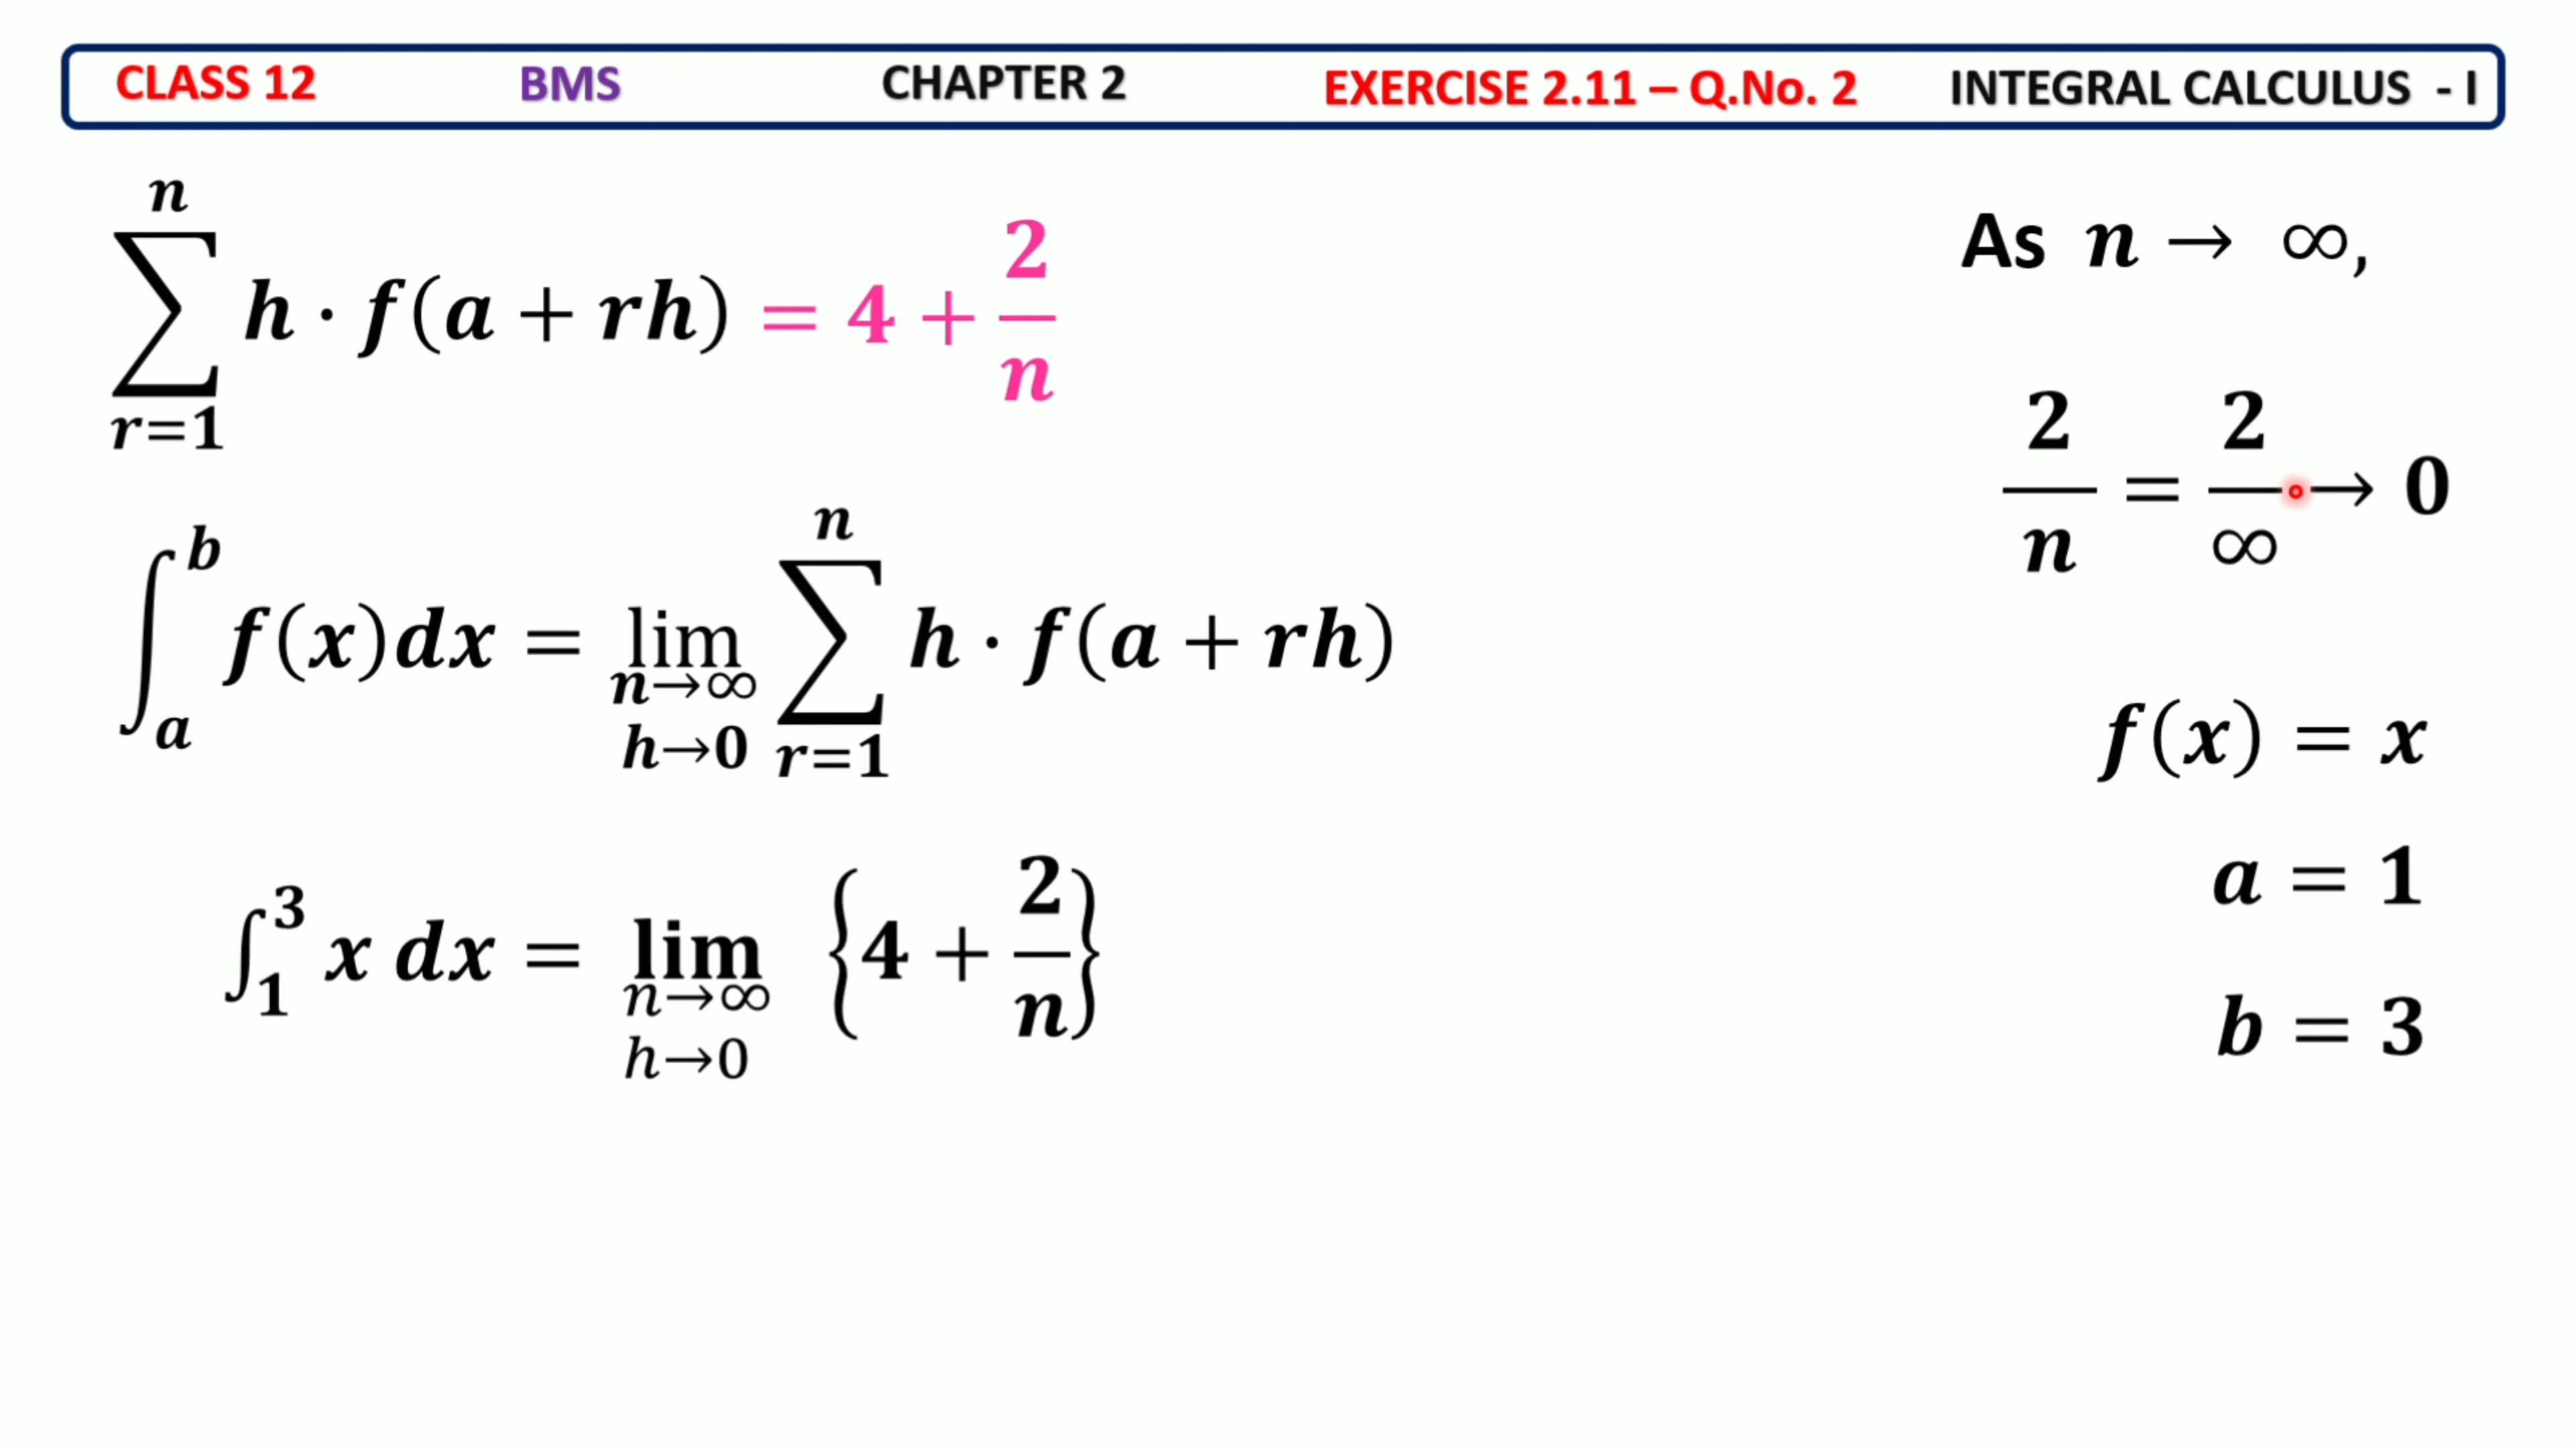 CLASS 12 BMS CHAPTER 2 EXERCISE 2.11 – Q.No. 2 INTEGRAL CALCULUS - I
∑_{r=1}^{n} h · f(a + rh) = 4 + 2/n
As n → ∞,
2/n = 2/∞ → 0
∫_a^b f(x)dx = lim_{n→∞ h→0} ∑_{r=1}^{n} h · f(a + rh)
f(x) = x
a = 1
∫_1^3 x dx = lim_{n→∞ h→0} {4 + 2/n}
b = 3